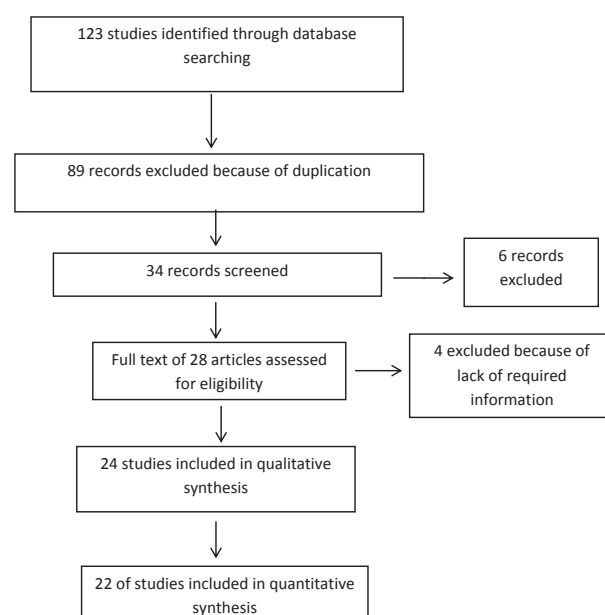 123 studies identified through database
searching
89 records excluded because of duplication
34 records screened
6 records
excluded
Full text of 28 articles assessed
for eligibility
4 excluded because of
lack of required
information
24 studies included in qualitative
synthesis
22 of studies included in quantitative
synthesis